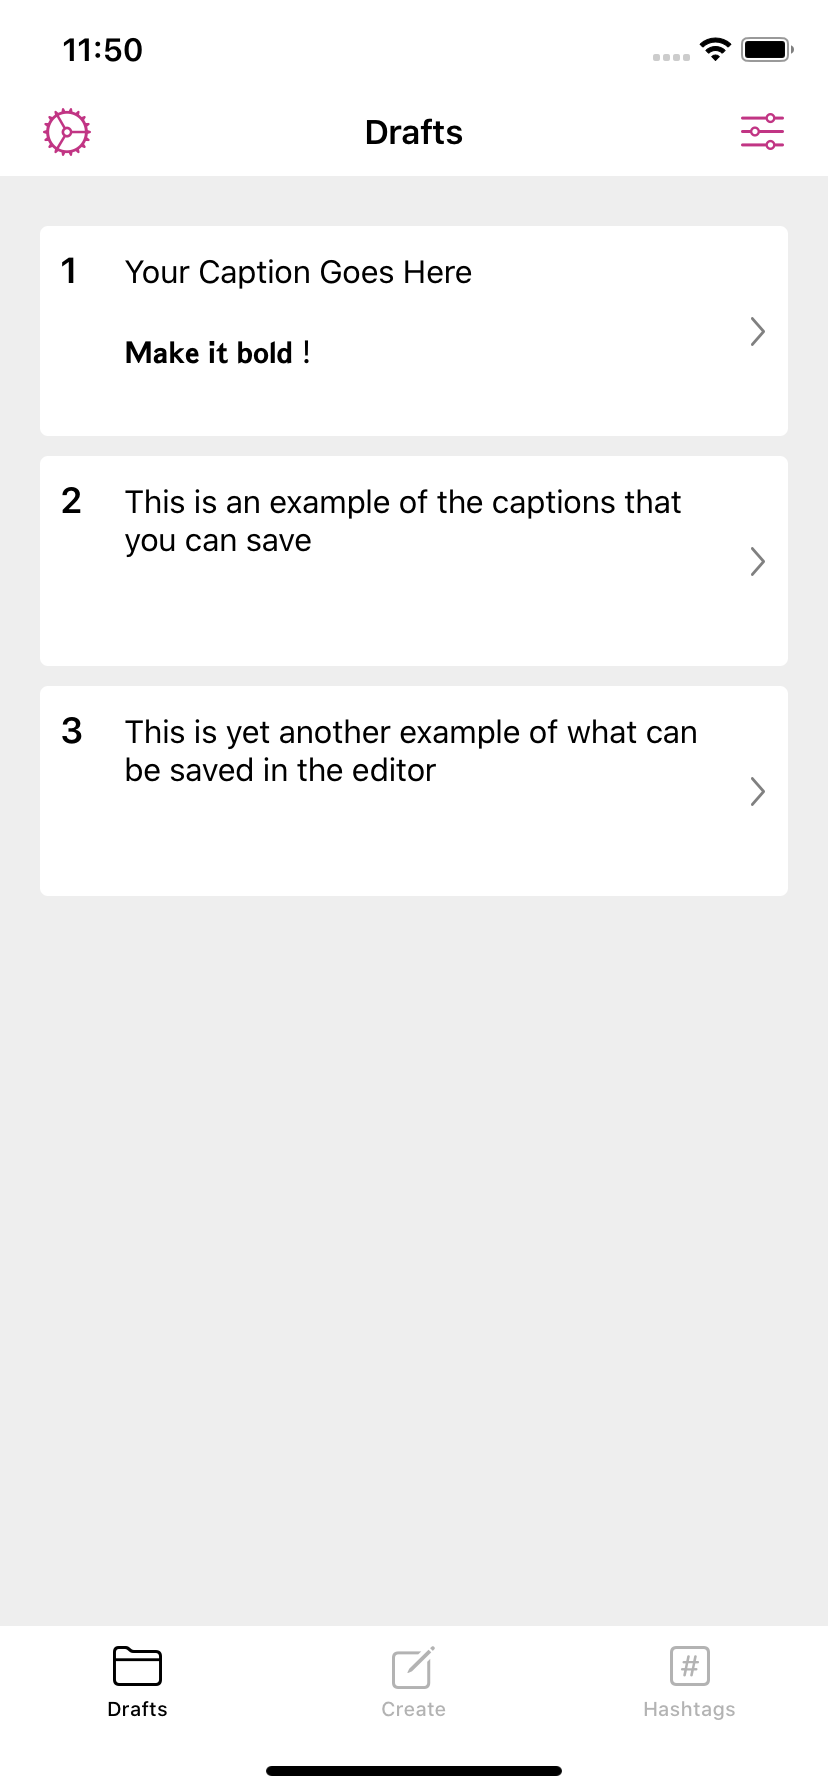 11:50
Drafts
1
Your Caption Goes Here
Make it bold !
2
This is an example of the captions that
you can save
3
This is yet another example of what can
be saved in the editor
#
Drafts
Create
Hashtags